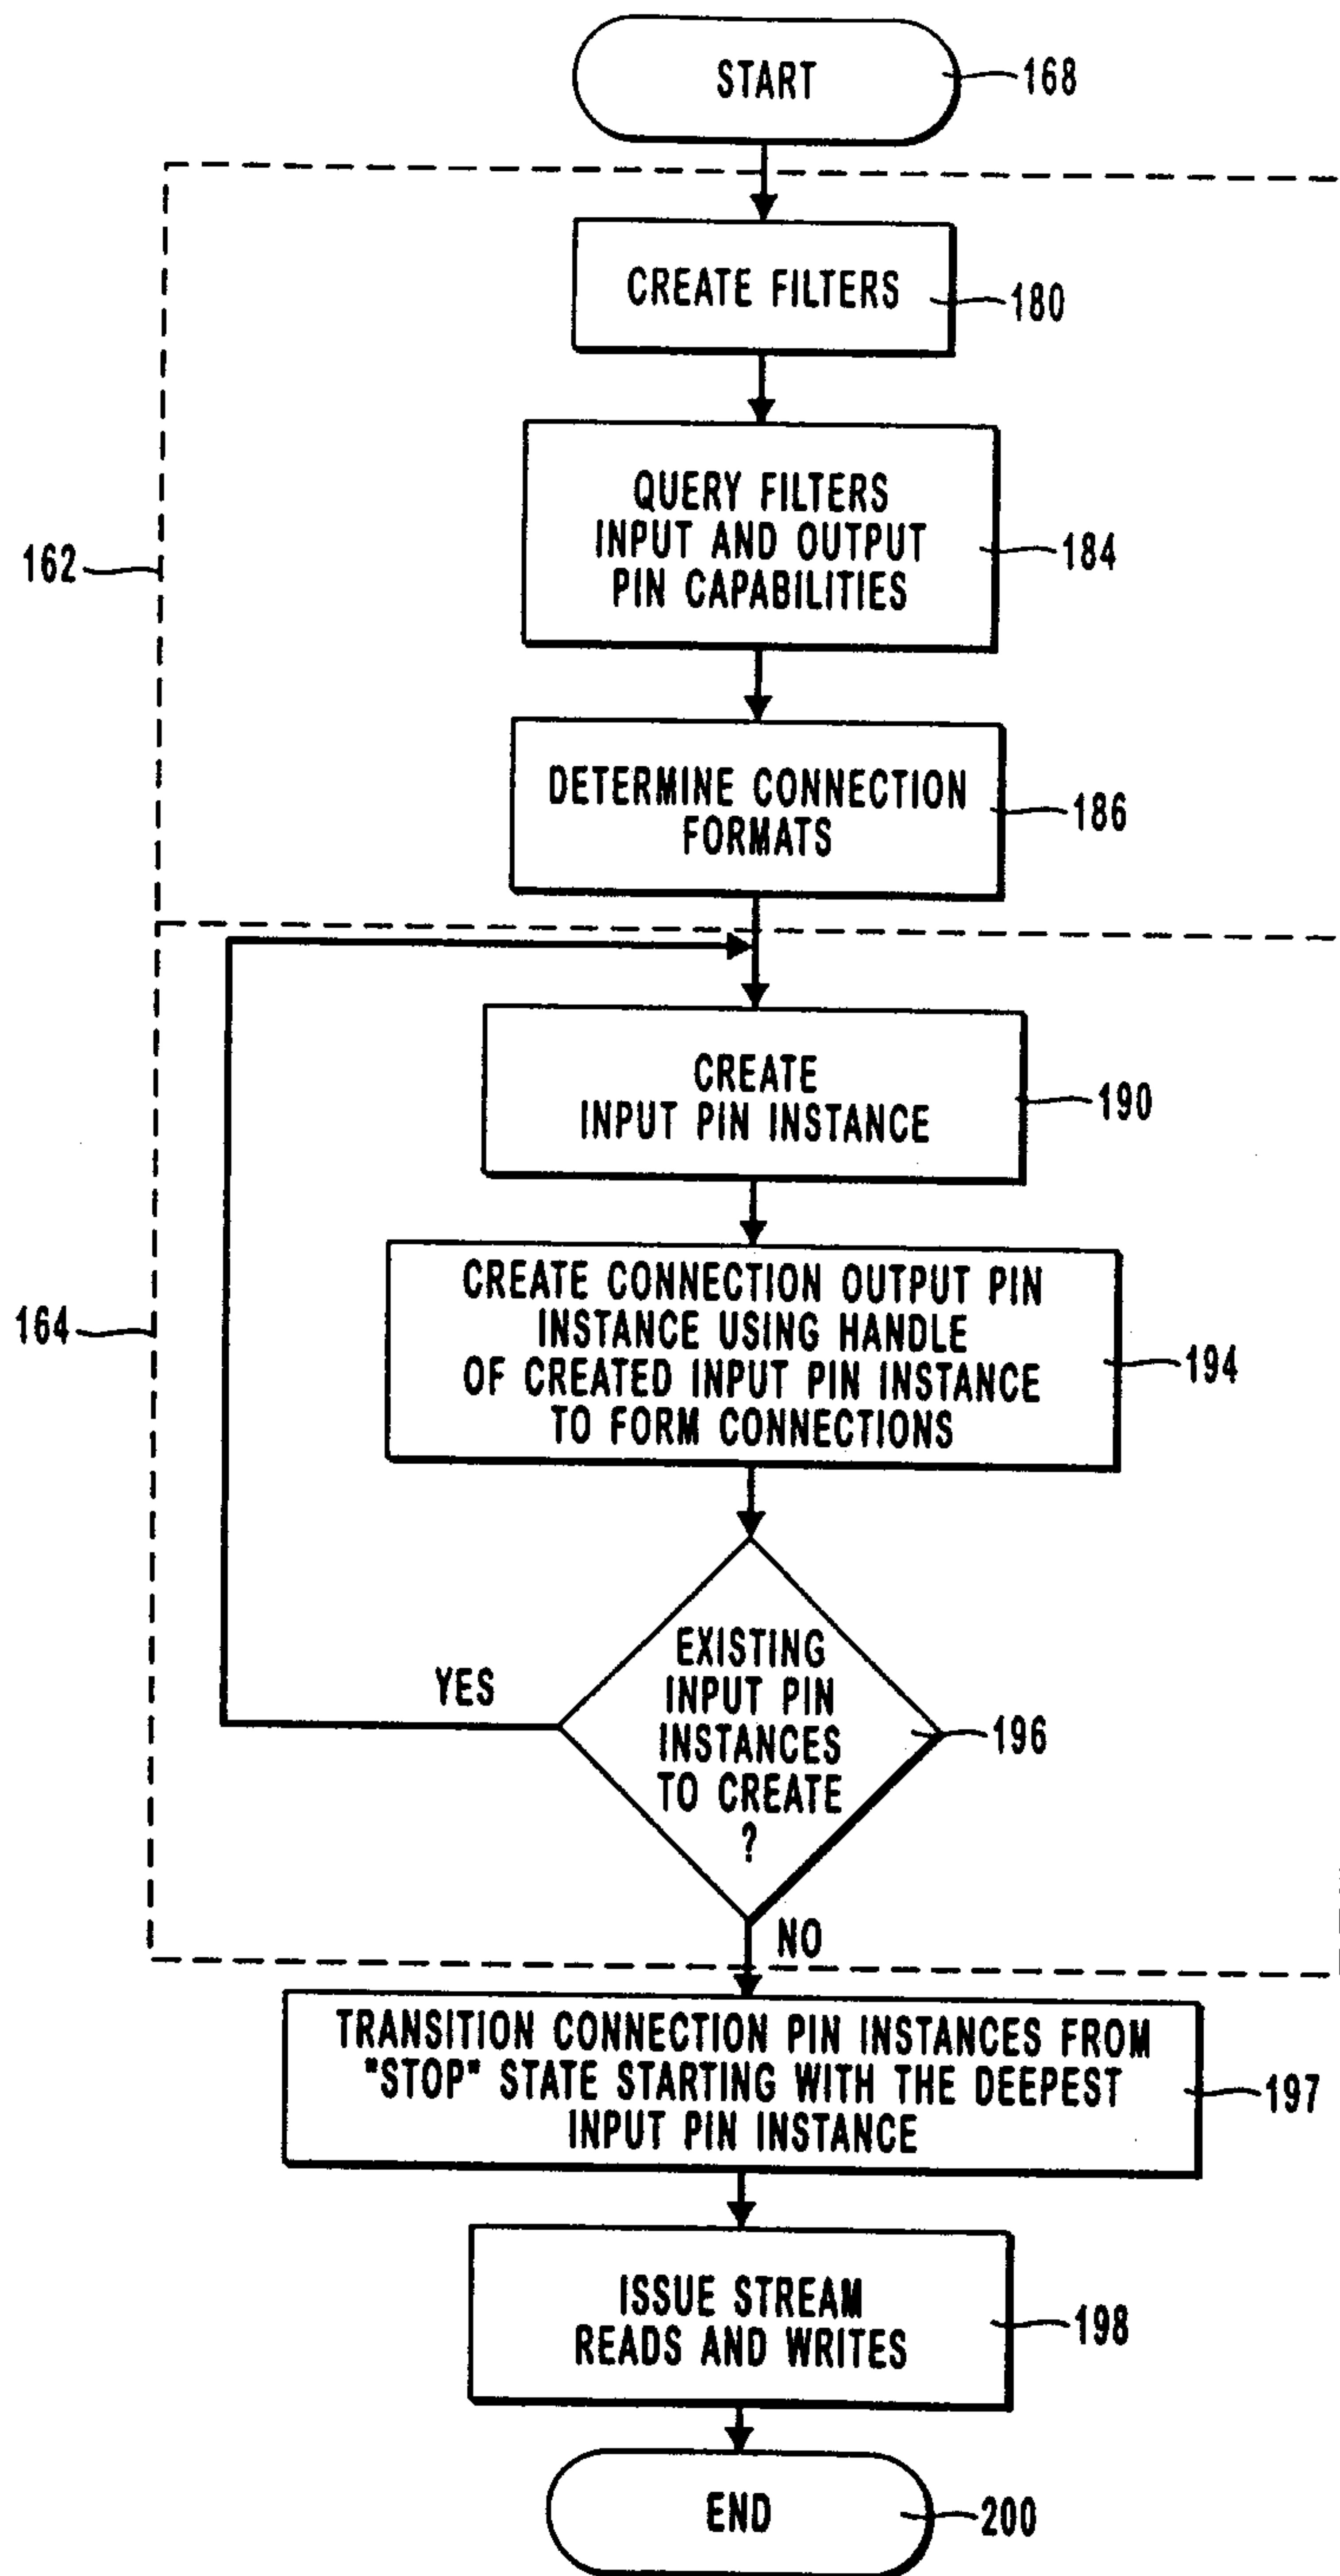 START
168
CREATE FILTERS
180
QUERY FILTERS
INPUT AND OUTPUT
PIN CAPABILITIES
184
162
DETERMINE CONNECTION
FORMATS
186
CREATE
INPUT PIN INSTANCE
190
CREATE CONNECTION OUTPUT PIN
INSTANCE USING HANDLE
OF CREATED INPUT PIN INSTANCE
TO FORM CONNECTIONS
194
164
EXISTING
INPUT PIN
INSTANCES
TO CREATE
?
196
YES
NO
TRANSITION CONNECTION PIN INSTANCES FROM
"STOP" STATE STARTING WITH THE DEEPEST
INPUT PIN INSTANCE
197
ISSUE STREAM
READS AND WRITES
198
END
200